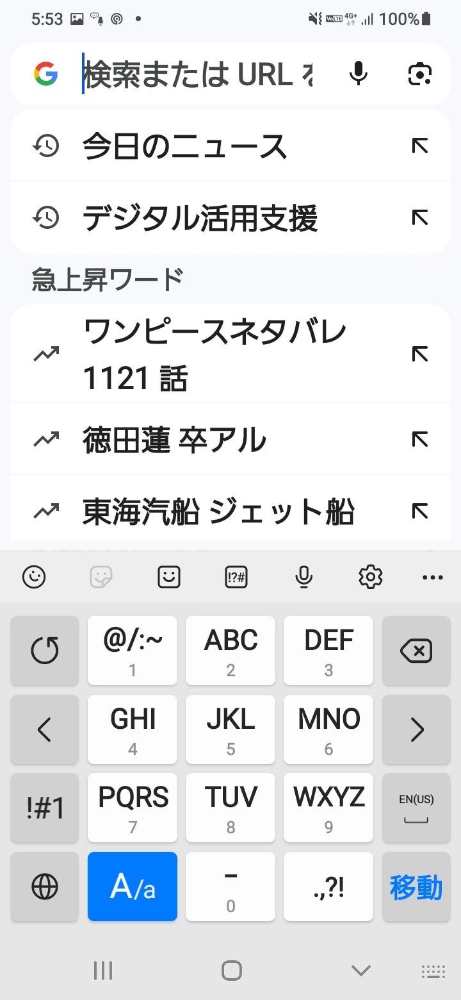 5:53 VoLTE 4G+ 100%
検索または URL
今日のニュース
デジタル活用支援
急上昇ワード
ワンピースネタバレ
1121 話
徳田蓮 卒アル
東海汽船 ジェット船
!?#
@/:~ ABC DEF
1 2 3
GHI JKL MNO
4 5 6
!#1 PQRS TUV WXYZ EN(US)
7 8 9
A/a - .,?! 移動
0